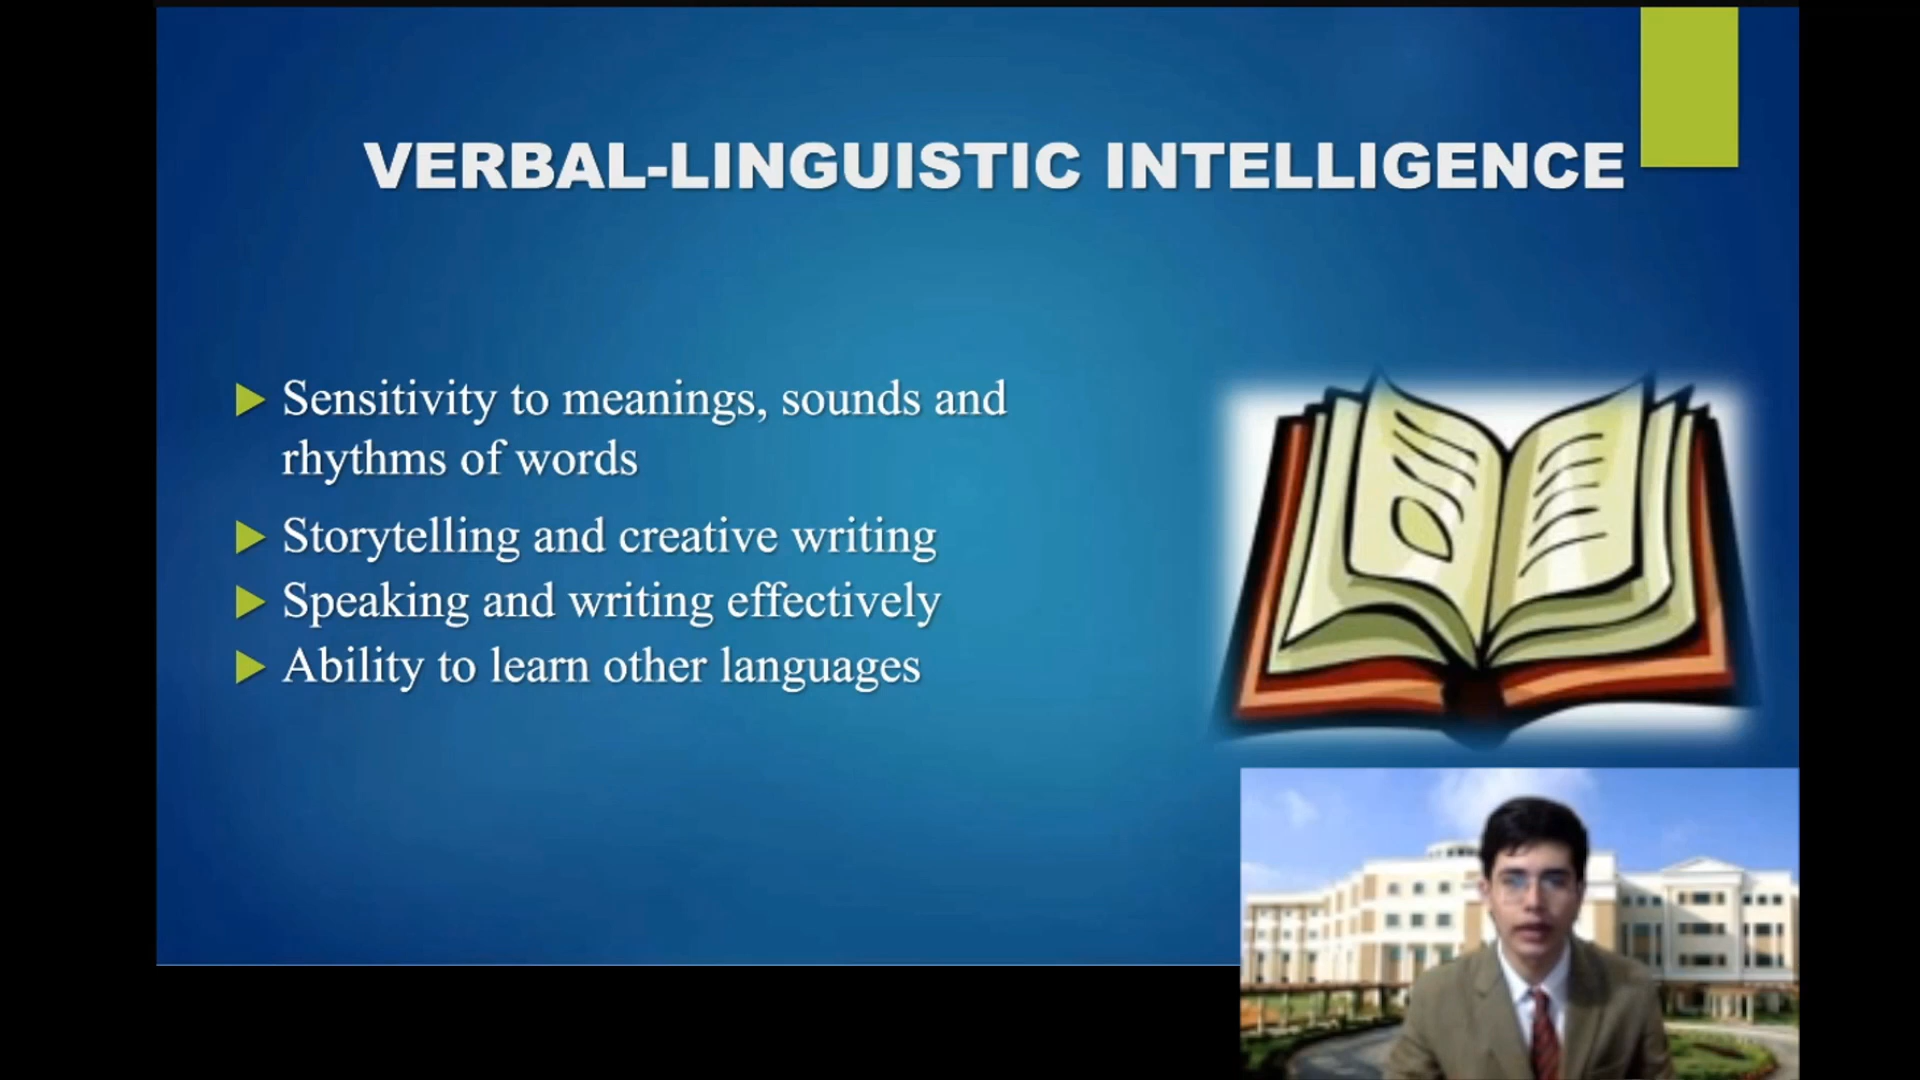 VERBAL-LINGUISTIC INTELLIGENCE
Sensitivity to meanings, sounds and
rhythms of words
Storytelling and creative writing
Speaking and writing effectively
Ability to learn other languages